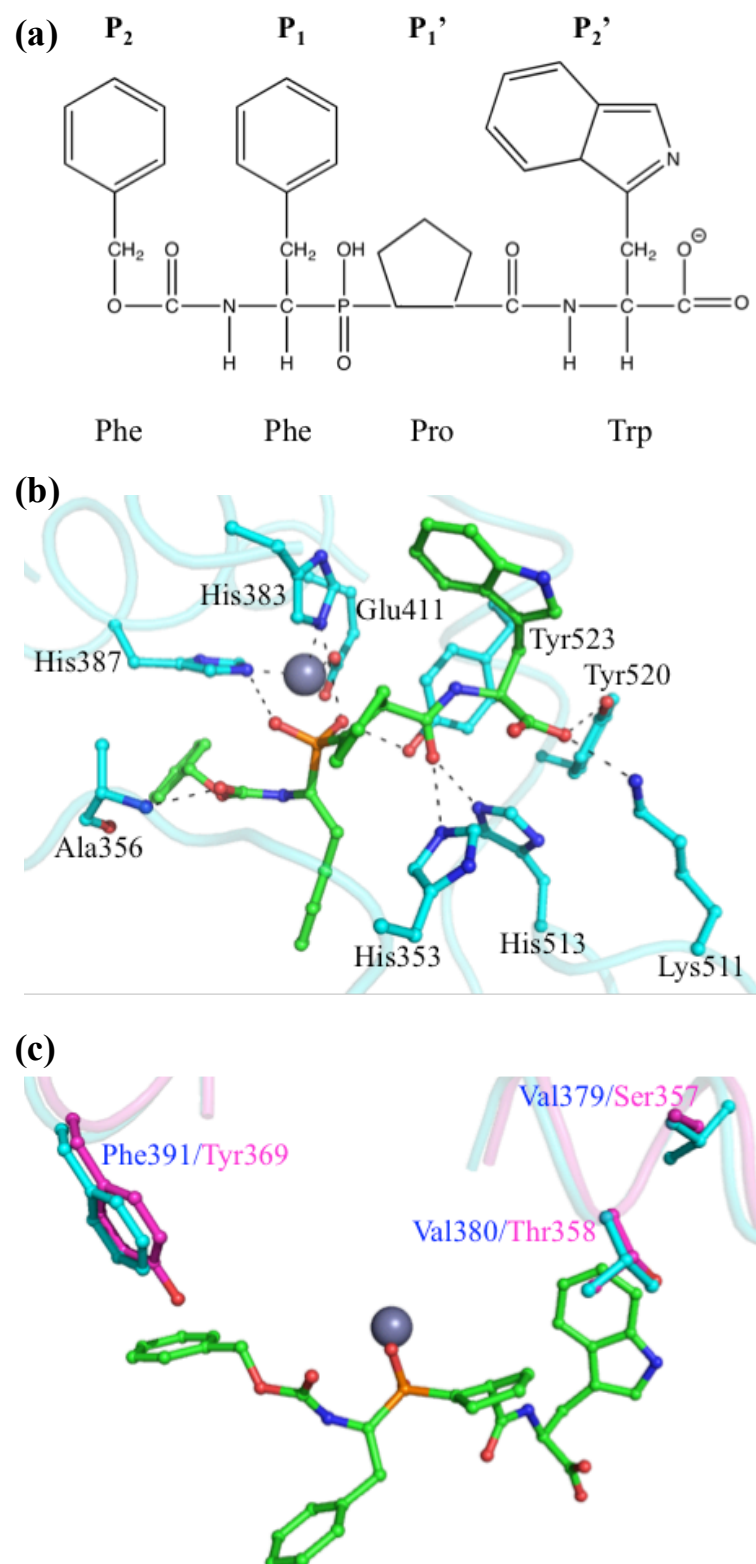 (a) P₂ P₁ P₁’ P₂’
N
CH₂ O CH₂ OH O CH₂ O⊖
O C N C P C N C C O
H H O H H
Phe Phe Pro Trp
(b)
His383
Glu411
His387
Tyr523
Tyr520
Ala356
His353
His513
Lys511
(c)
Val379/Ser357
Phe391/Tyr369
Val380/Thr358